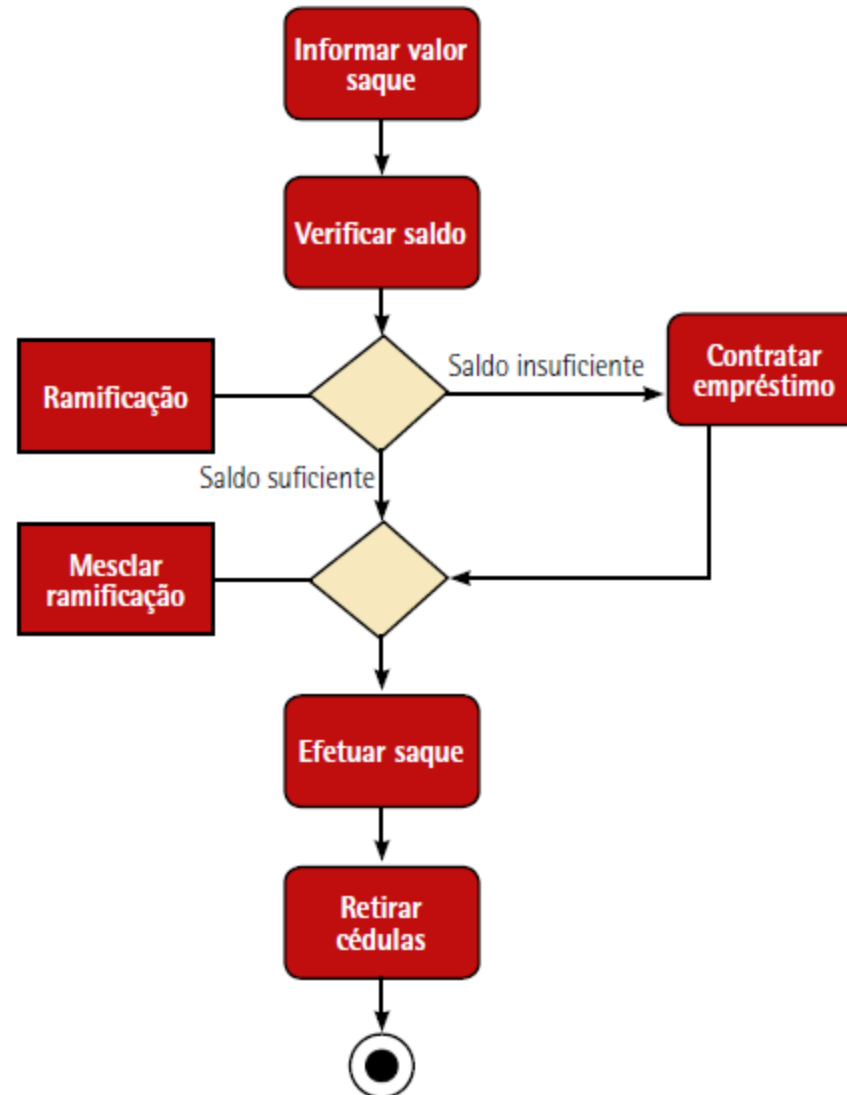 Informar valor
saque
Verificar saldo
Ramificação
Saldo insuficiente
Contratar
empréstimo
Saldo suficiente
Mesclar
ramificação
Efetuar saque
Retirar
cédulas